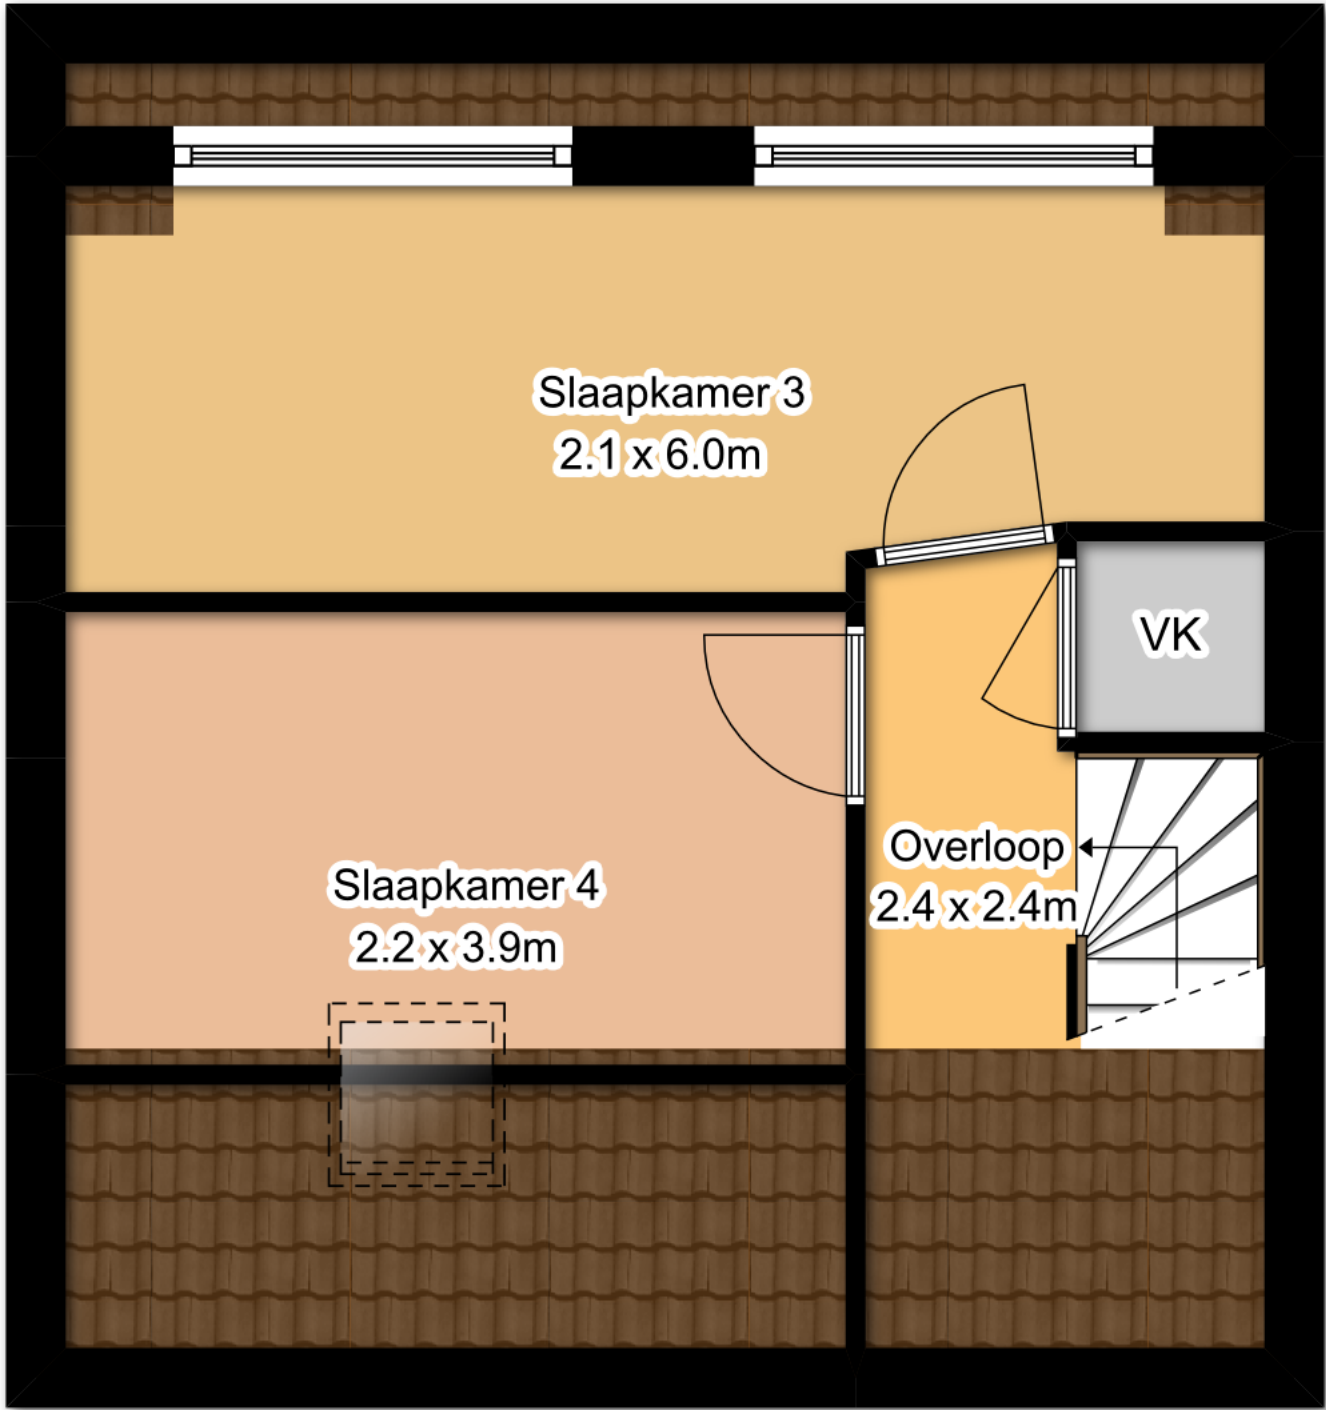 Slaapkamer 3
2.1 x 6.0m
VK
Overloop
2.4 x 2.4m
Slaapkamer 4
2.2 x 3.9m